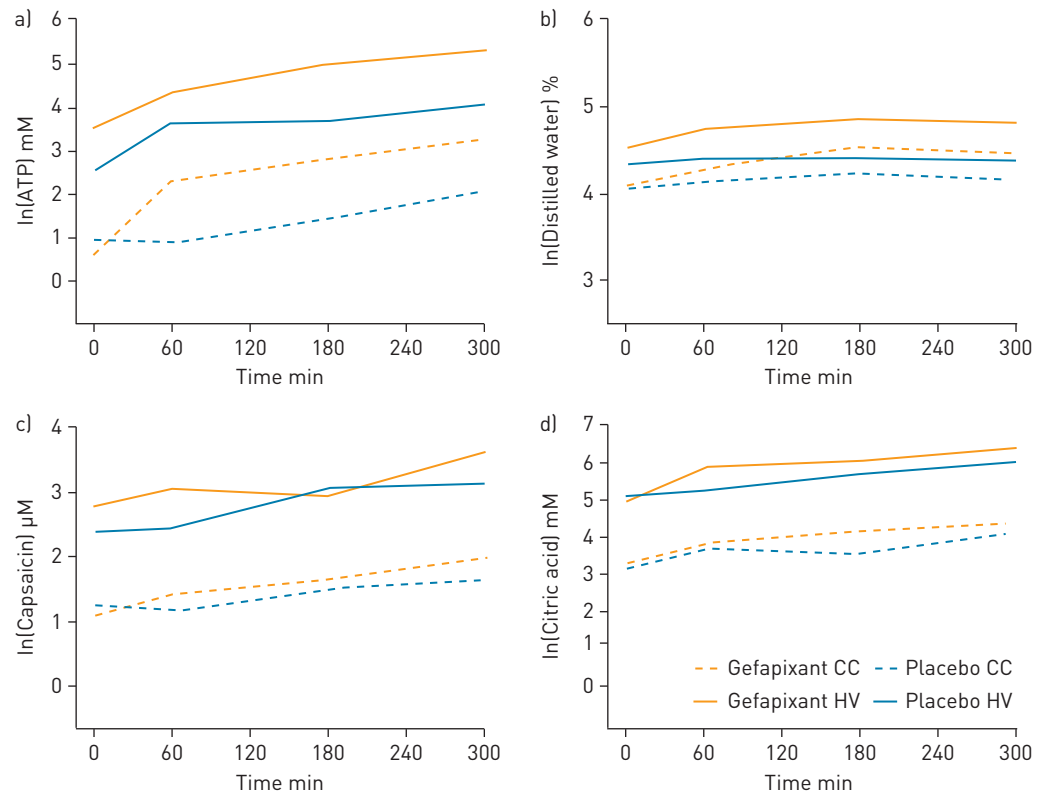 a)
6
5
4
3
2
1
0
ln(ATP) mM
0 60 120 180 240 300
Time min
b)
6
5
4
3
ln(Distilled water) %
0 60 120 180 240 300
Time min
c)
4
3
2
1
0
ln(Capsaicin) µM
0 60 120 180 240 300
Time min
d)
7
6
5
4
3
2
1
0
ln(Citric acid) mM
Gefapixant CC Placebo CC
Gefapixant HV Placebo HV
0 60 120 180 240 300
Time min